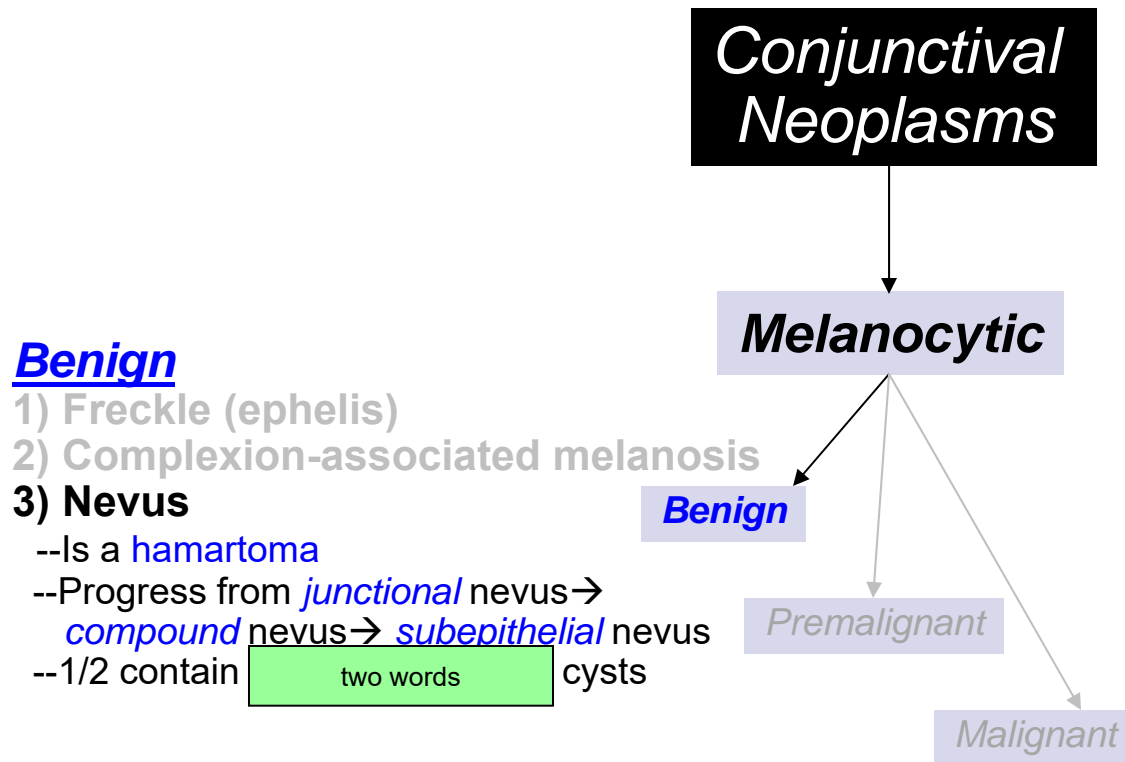 Conjunctival
Neoplasms
Melanocytic
Benign
1) Freckle (ephelis)
2) Complexion-associated melanosis
3) Nevus
--Is a hamartoma
--Progress from junctional nevus→
compound nevus→ subepithelial nevus
--1/2 contain two words cysts
Benign
Premalignant
Malignant